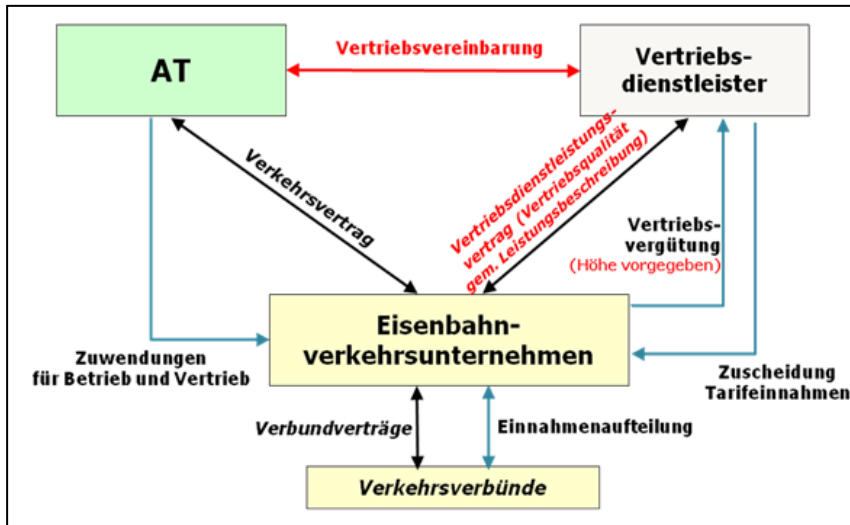 AT
Vertriebsvereinbarung
Vertriebs-
dienstleister
Verkehrsvertrag
Vertriebsdienstleistungs-
vertrag (Vertriebsqualität
gem. Leistungsbeschreibung)
Vertriebs-
vergütung
(Höhe vorgegeben)
Eisenbahn-
verkehrsunternehmen
Zuwendungen
für Betrieb und Vertrieb
Zuscheidung
Tarifeinnahmen
Verbundverträge
Einnahmenaufteilung
Verkehrsverbünde